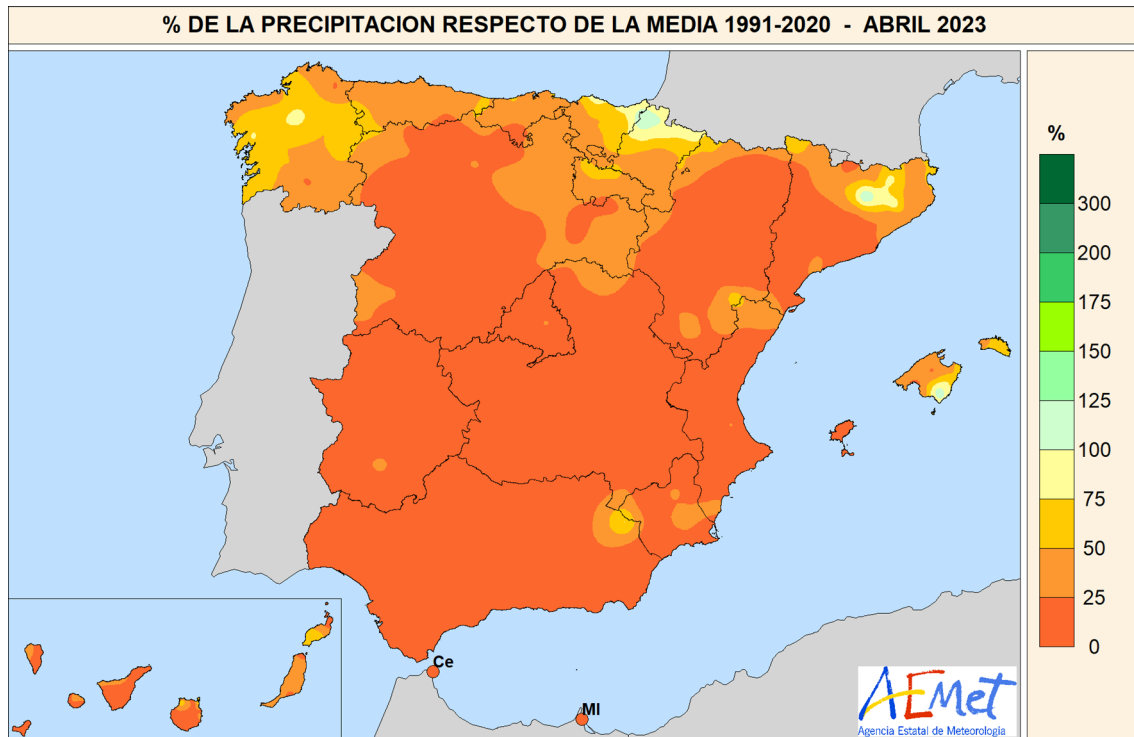 % DE LA PRECIPITACION RESPECTO DE LA MEDIA 1991-2020 - ABRIL 2023
%
300
200
175
150
125
100
75
50
25
0
Ce
Ml
AEMet
Agencia Estatal de Meteorología